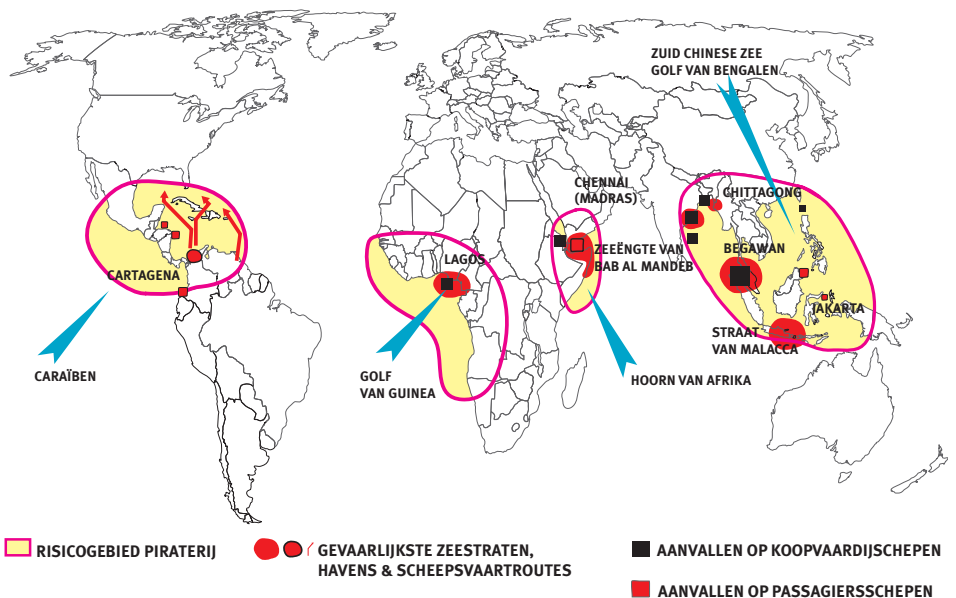 ZUID CHINESE ZEE
GOLF VAN BENGALEN
CHENNAI
(MADRAS)
CHITTAGONG
LAGOS
ZEEËNGTE VAN
BAB AL MANDEB
BEGAWAN
CARTAGENA
JAKARTA
STRAAT
VAN MALACCA
CARAÏBEN
GOLF
VAN GUINEA
HOORN VAN AFRIKA
RISICOGEBIED PIRATERIJ
GEVAARLIJKSTE ZEESTRATEN,
HAVENS & SCHEEPSVAARTROUTES
AANVALLEN OP KOOPVAARDIJSCHEPEN
AANVALLEN OP PASSAGIERSSCHEPEN